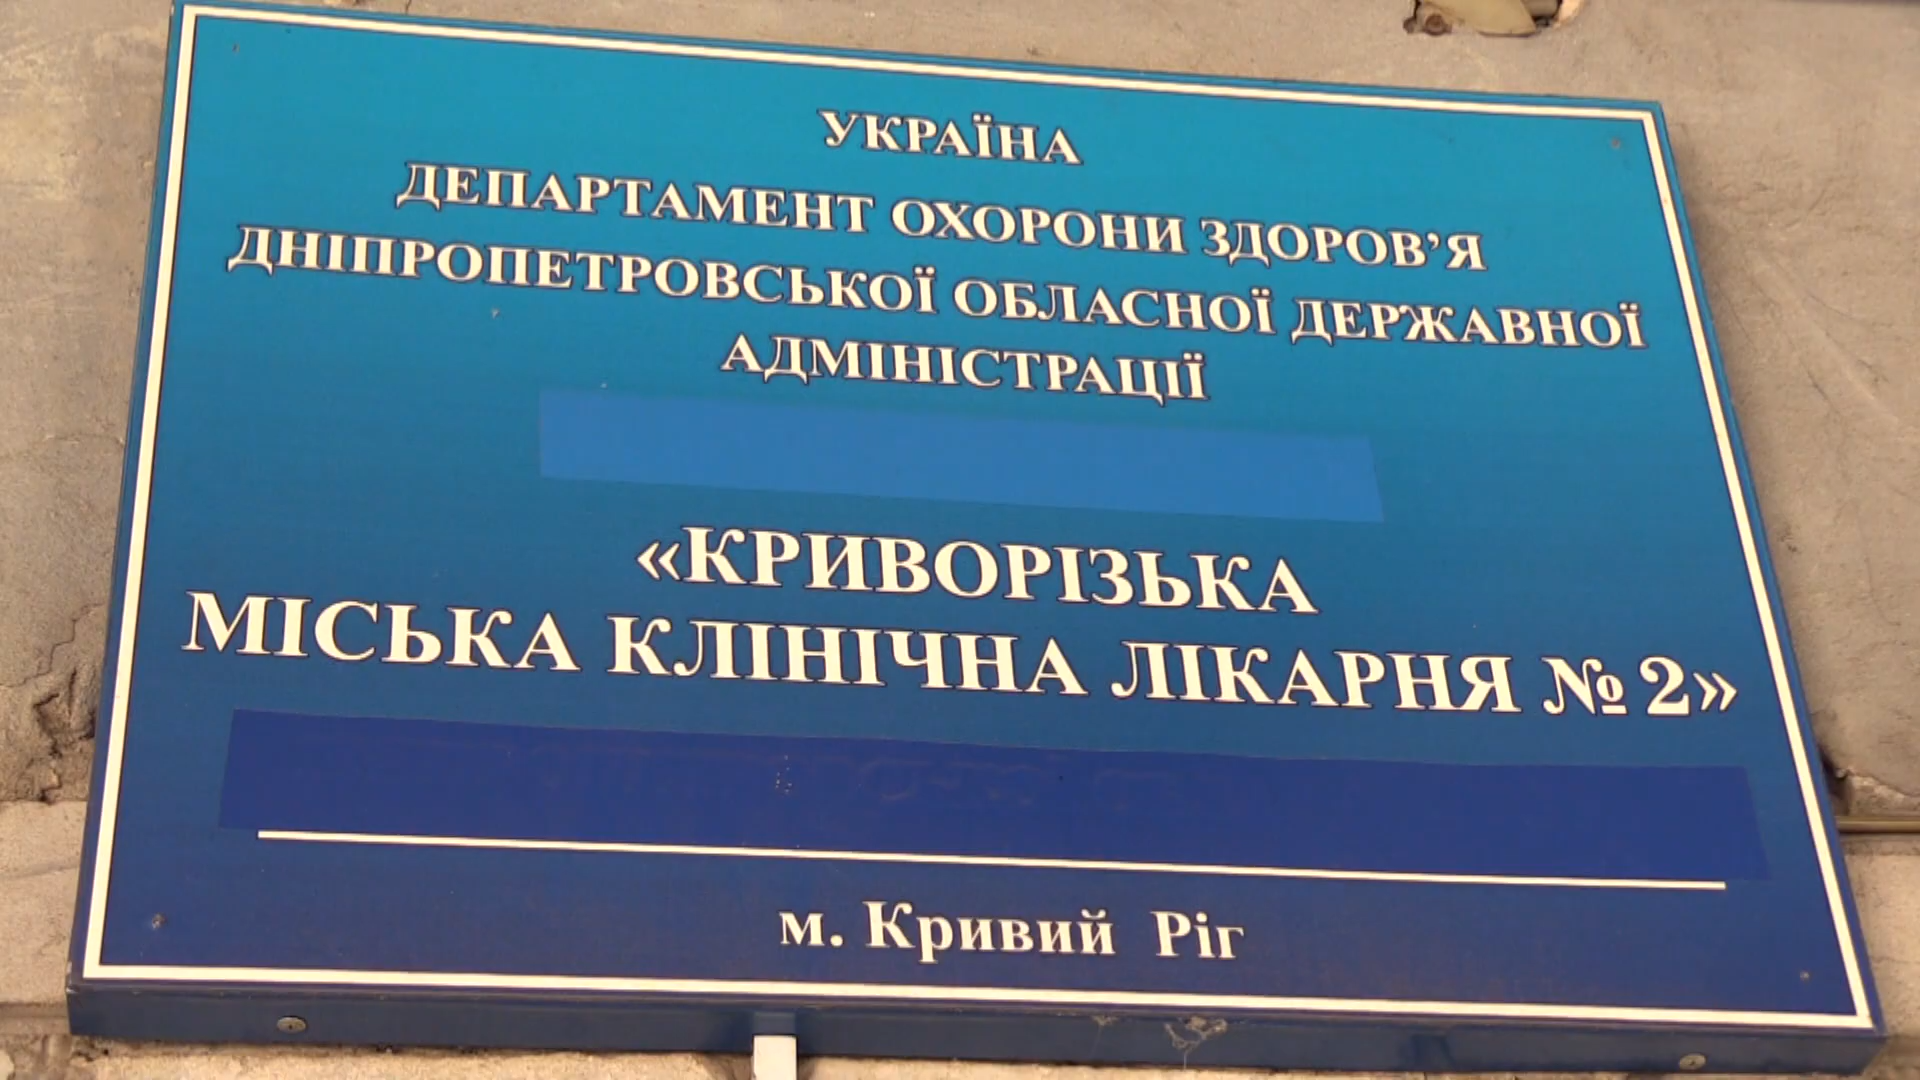 УКРАЇНА
ДЕПАРТАМЕНТ ОХОРОНИ ЗДОРОВ’Я
ДНІПРОПЕТРОВСЬКОЇ ОБЛАСНОЇ ДЕРЖАВНОЇ
АДМІНІСТРАЦІЇ
«КРИВОРІЗЬКА
МІСЬКА КЛІНІЧНА ЛІКАРНЯ № 2»
м. Кривий Ріг